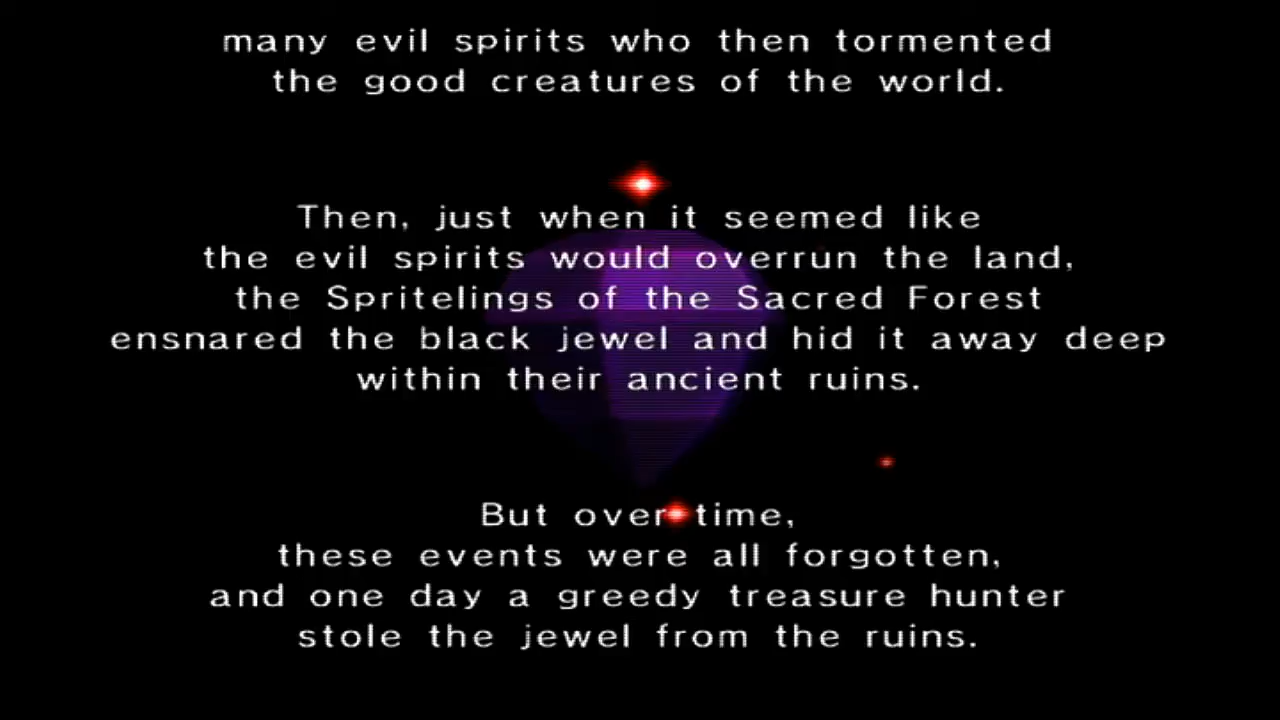 many evil spirits who then tormented
the good creatures of the world.
Then, just when it seemed like
the evil spirits would overrun the land,
the Spritelings of the Sacred Forest
ensnared the black jewel and hid it away deep
within their ancient ruins.
But over time,
these events were all forgotten,
and one day a greedy treasure hunter
stole the jewel from the ruins.